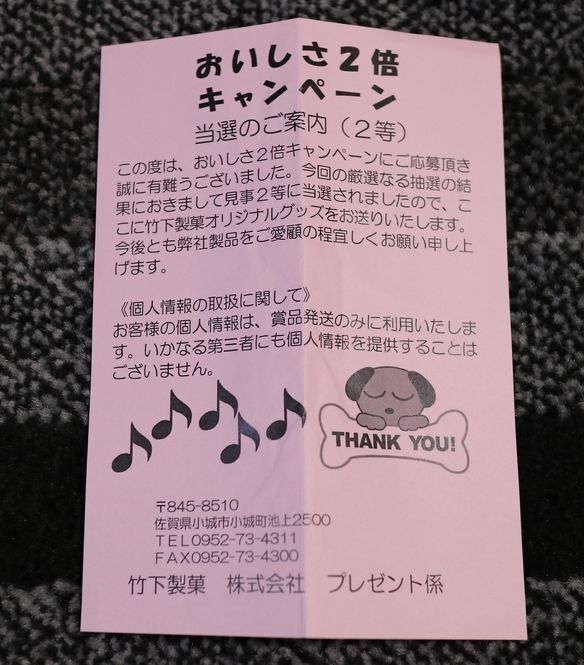 おいしさ2倍
キャンペーン
当選のご案内(2等)
この度は、おいしさ2倍キャンペーンにご応募頂き
誠に有難うございました。今回の厳選なる抽選の結
果におきまして見事2等に当選されましたので、こ
こに竹下製菓オリジナルグッズをお送りいたします。
今後とも弊社製品をご愛顧の程宜しくお願い申し上
げます。
《個人情報の取扱に関して》
お客様の個人情報は、賞品発送のみに利用いたしま
す。いかなる第三者にも個人情報を提供することは
ございません。
THANK YOU!
〒845-8510
佐賀県小城市小城町池上2500
TEL0952-73-4311
FAX0952-73-4300
竹下製菓 株式会社 プレゼント係